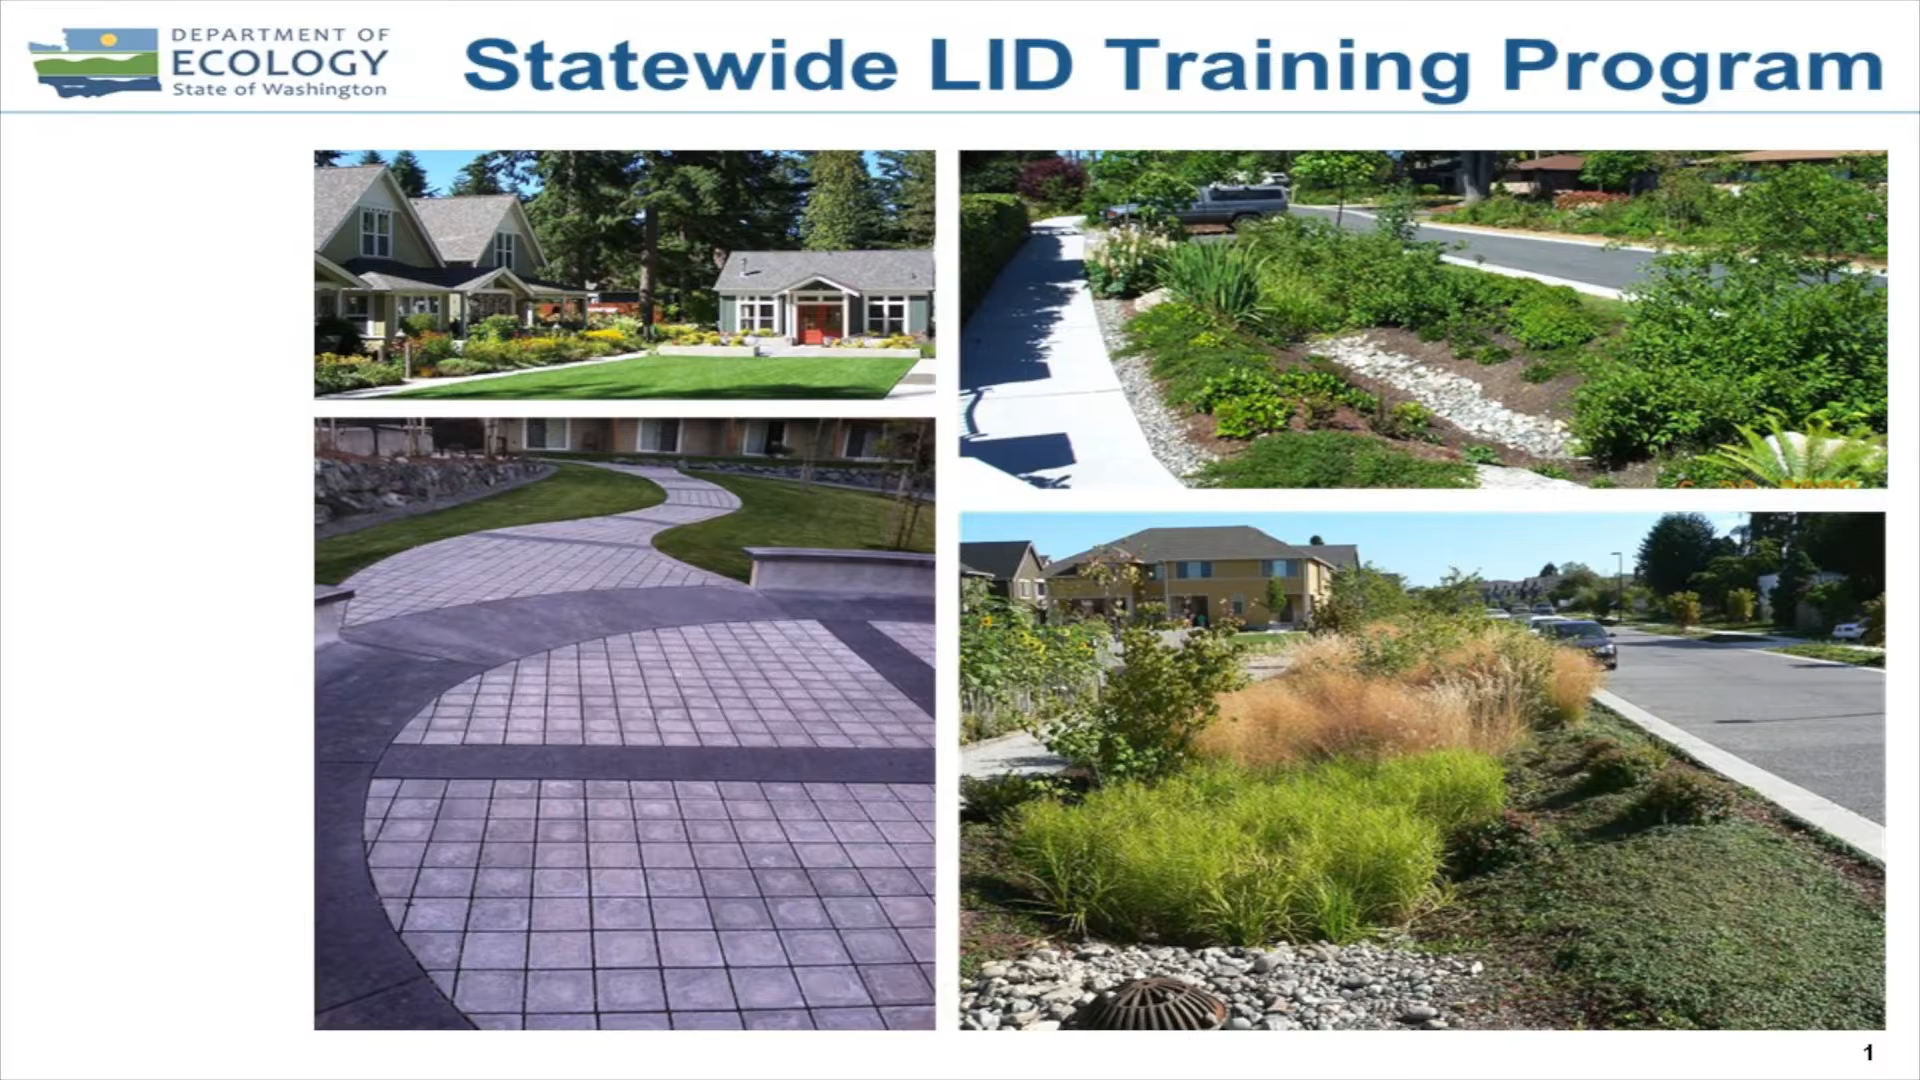 DEPARTMENT OF
ECOLOGY
State of Washington
Statewide LID Training Program
1